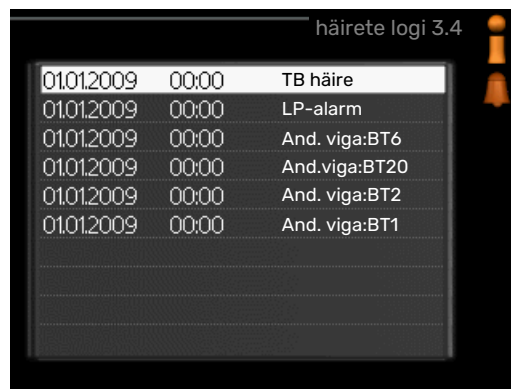 häirete logi 3.4
01.01.2009 00:00 TB häire
01.01.2009 00:00 LP-alarm
01.01.2009 00:00 And. viga:BT6
01.01.2009 00:00 And.viga:BT20
01.01.2009 00:00 And. viga:BT2
01.01.2009 00:00 And. viga:BT1